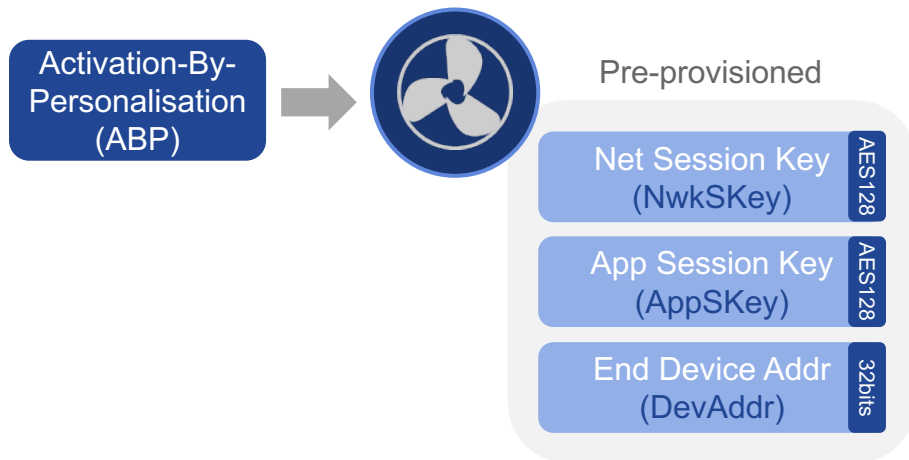 Activation-By-
Personalisation
(ABP)
Pre-provisioned
Net Session Key
(NwkSKey)
AES128
App Session Key
(AppSKey)
AES128
End Device Addr
(DevAddr)
32bits